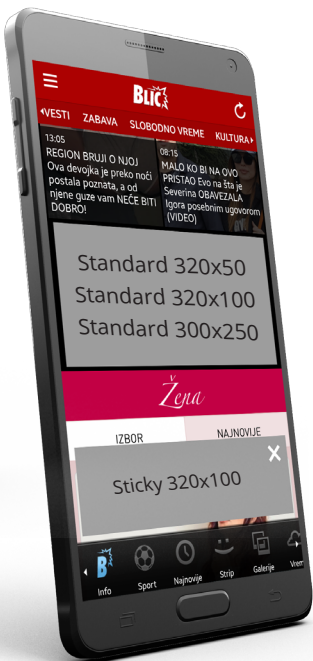 BLIC
VESTI ZABAVA SLOBODNO VREME KULTURA
13:05
REGION BRUJI O NJOJ
Ova devojka je preko noći
postala poznata, a od
njene guze vam NEĆE BITI
DOBRO!
08:15
MALO KO BI NA OVO
PRISTAO Evo na šta je
Severina OBAVEZALA
Igora posebnim ugovorom
(VIDEO)
Standard 320x50
Standard 320x100
Standard 300x250
Žena
IZBOR NAJNOVIJE
Sticky 320x100
X
B
Info Sport Najnovije Strip Galerije Vrem